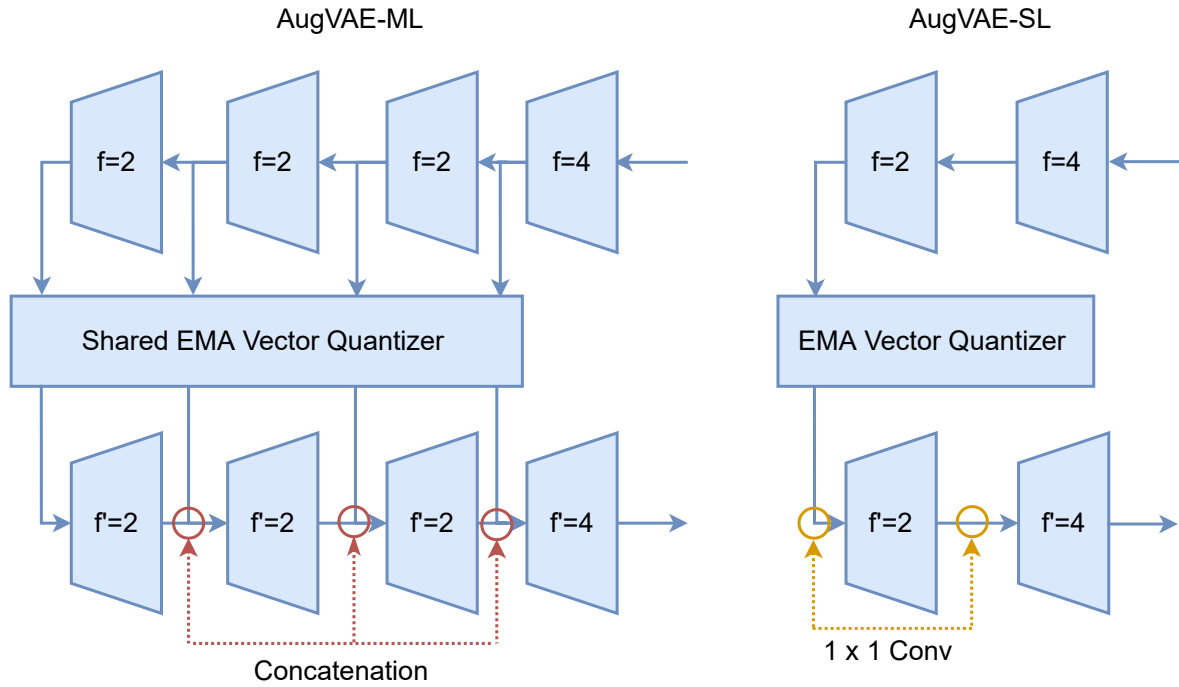 AugVAE-ML
AugVAE-SL
f=2
f=2
f=2
f=4
f=2
f=4
Shared EMA Vector Quantizer
EMA Vector Quantizer
f'=2
f'=2
f'=2
f'=4
f'=2
f'=4
Concatenation
1 x 1 Conv